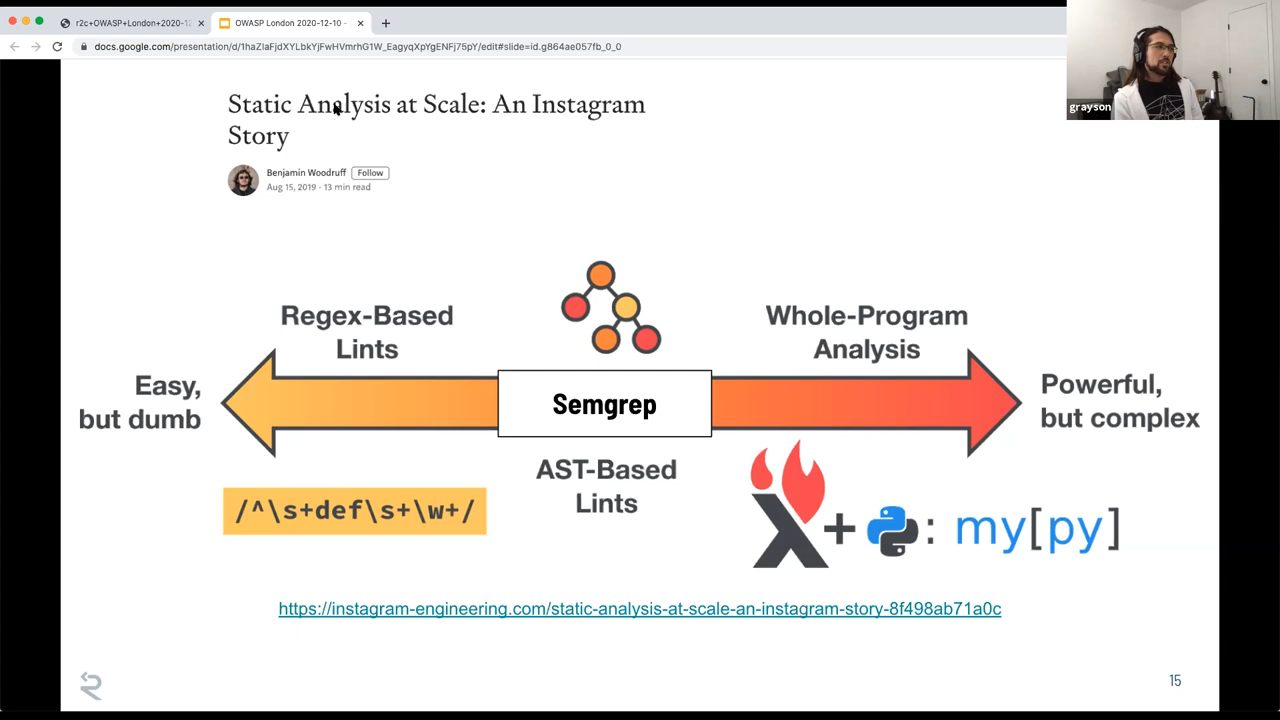 r2c+OWASP+London+2020-12
OWASP London 2020-12-10 -
docs.google.com/presentation/d/1haZlaFjdXYLbkYjFwHVmrhG1W_EagyqXpYgENFj75pY/edit#slide=id.g864ae057fb_0_0
grayson
Static Analysis at Scale: An Instagram
Story
Benjamin Woodruff Follow
Aug 15, 2019 · 13 min read
Regex-Based
Lints
Whole-Program
Analysis
Easy,
but dumb
Semgrep
Powerful,
but complex
AST-Based
Lints
/^\s+def\s+\w+/
λ + : my[py]
https://instagram-engineering.com/static-analysis-at-scale-an-instagram-story-8f498ab71a0c
15